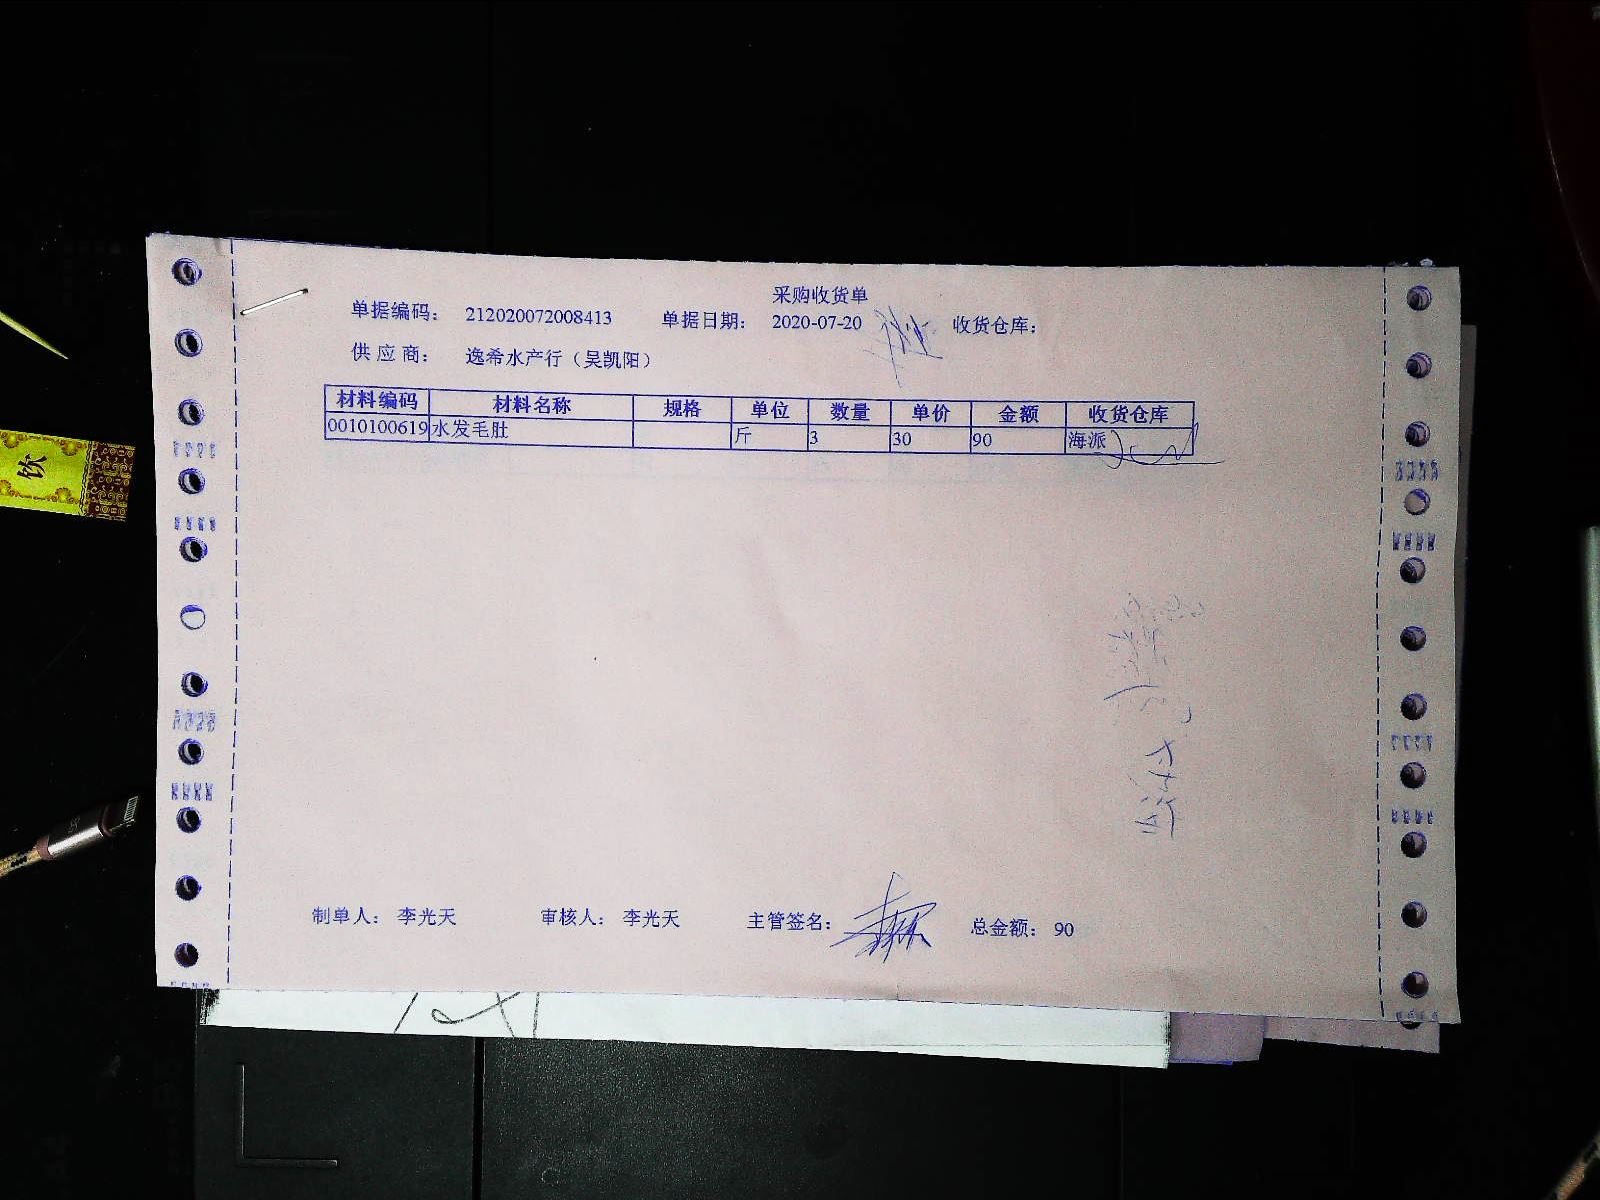 采购收货单
单据编码： 212020072008413 单据日期： 2020-07-20 收货仓库：
供 应 商： 逸希水产行（吴凯阳）
材料编码 材料名称 规格 单位 数量 单价 金额 收货仓库
0010100619 水发毛肚 斤 3 30 90 海派
制单人： 李光天 审核人： 李光天 主管签名： 总金额： 90
饮